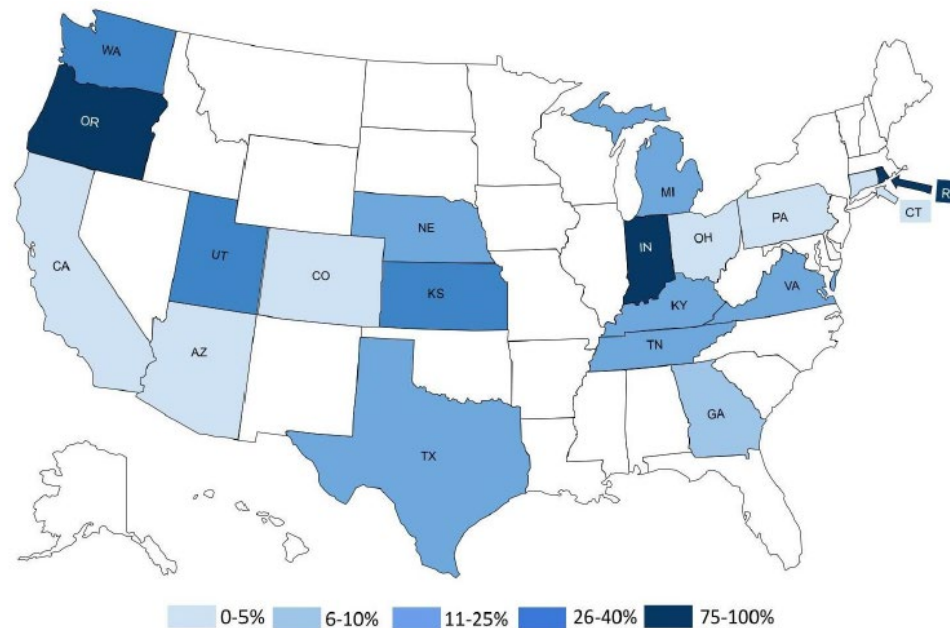 WA
OR
MI
NE
PA
R
OH
CT
IN
UT
CO
CA
KS
VA
KY
TN
AZ
GA
TX
0-5% 6-10% 11-25% 26-40% 75-100%